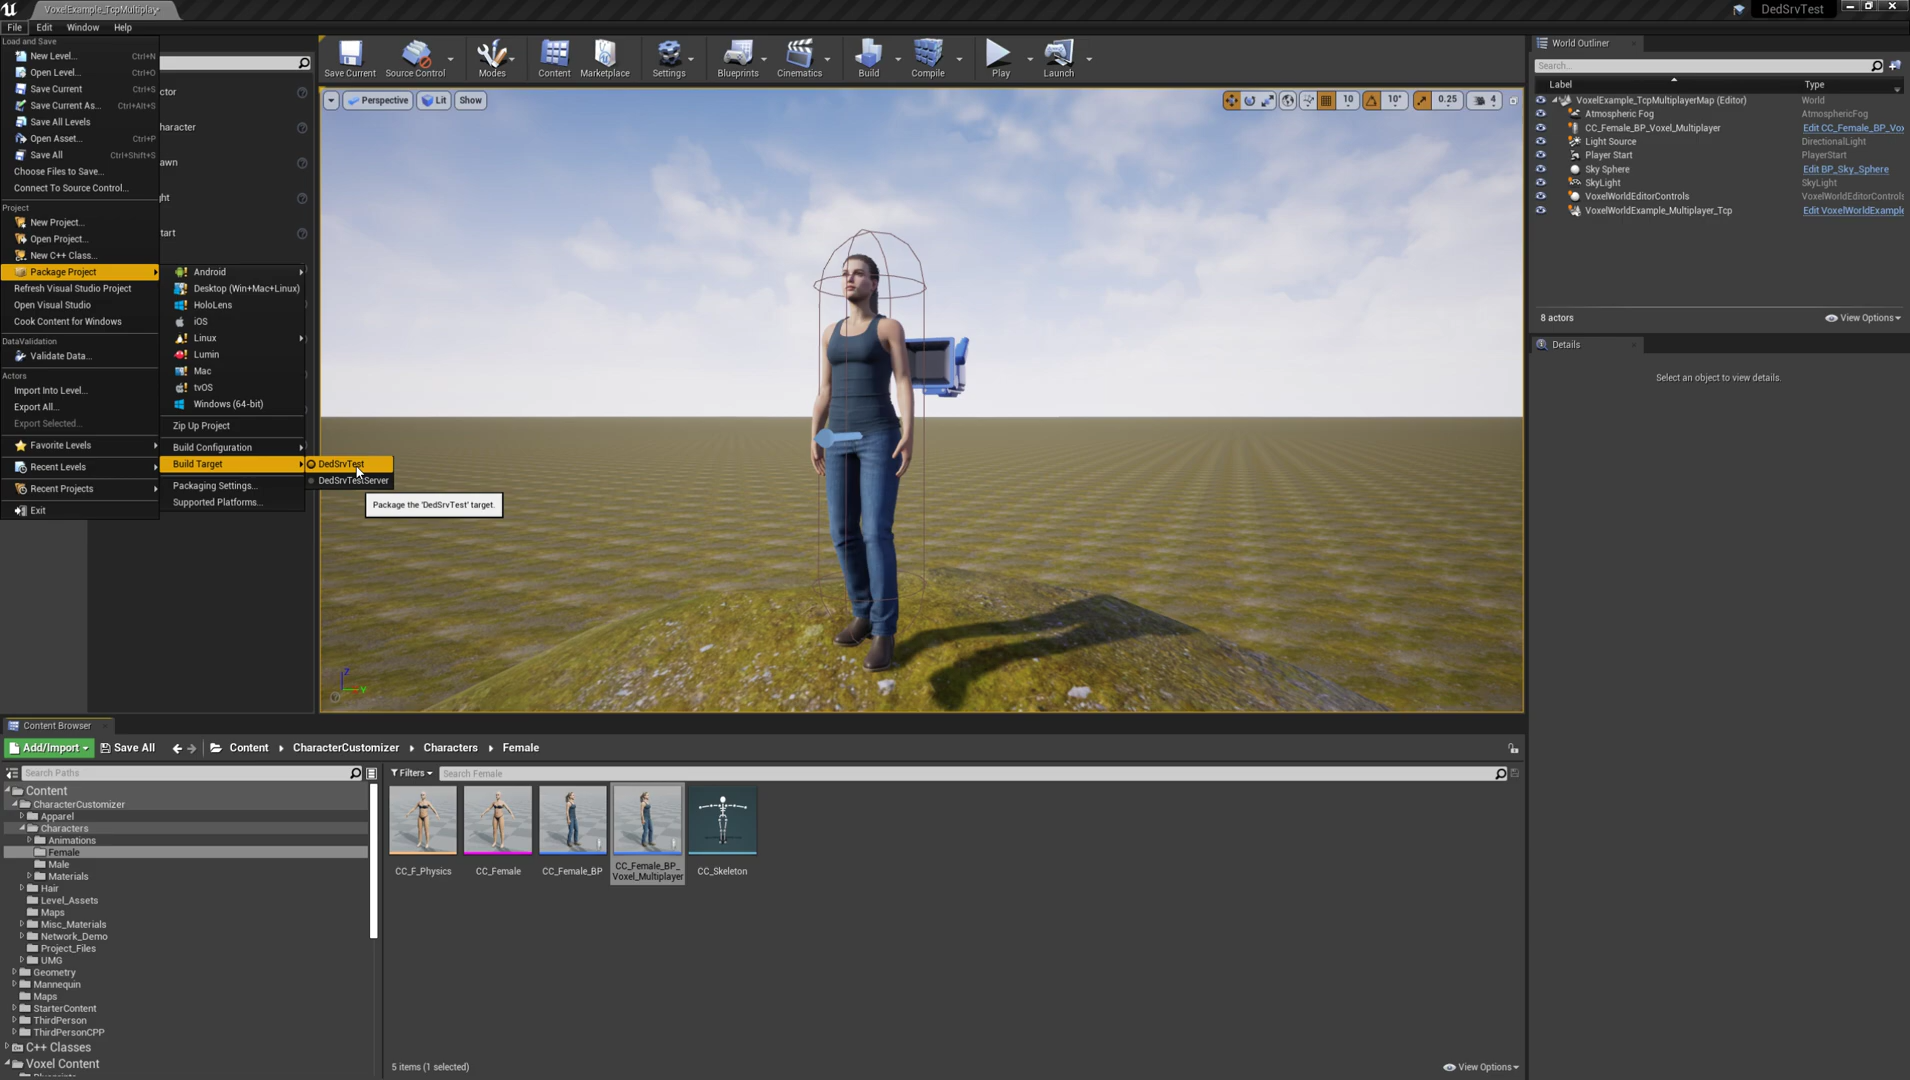 VoxelExample_TcpMultiplay
DedSrvTest
File Edit Window Help
Load and Save
New Level... Ctrl+N
Open Level... Ctrl+O
Save Current Ctrl+S
Save Current As... Ctrl+Alt+S
Save All Levels
Open Asset... Ctrl+P
Save All Ctrl+Shift+S
Choose Files to Save...
Connect To Source Control...
Project
New Project...
Open Project...
New C++ Class...
Package Project
Refresh Visual Studio Project
Open Visual Studio
Cook Content for Windows
DataValidation
Validate Data...
Actors
Import Into Level...
Export All...
Export Selected...
Favorite Levels
Recent Levels
Recent Projects
Exit
ctor
haracter
awn
ght
tart
Android
Desktop (Win+Mac+Linux)
HoloLens
iOS
Linux
Lumin
Mac
tvOS
Windows (64-bit)
Zip Up Project
Build Configuration
Build Target
Packaging Settings...
Supported Platforms...
DedSrvTest
DedSrvTestServer
Package the 'DedSrvTest' target.
Save Current Source Control Modes Content Marketplace Settings Blueprints Cinematics Build Compile Play Launch
Perspective Lit Show
10 10° 0.25 4
Z
Y
World Outliner
Search...
Label Type
VoxelExample_TcpMultiplayerMap (Editor) World
Atmospheric Fog AtmosphericFog
CC_Female_BP_Voxel_Multiplayer Edit CC_Female_BP_Vo
Light Source DirectionalLight
Player Start PlayerStart
Sky Sphere Edit BP_Sky_Sphere
SkyLight SkyLight
VoxelWorldEditorControls VoxelWorldEditorControls
VoxelWorldExample_Multiplayer_Tcp Edit VoxelWorldExample
8 actors View Options
Details
Select an object to view details.
Content Browser
Add/Import Save All Content CharacterCustomizer Characters Female
Search Paths
Filters Search Female
Content
CharacterCustomizer
Apparel
Characters
Animations
Female
Male
Materials
Hair
Level_Assets
Maps
Misc_Materials
Network_Demo
Project_Files
UMG
Geometry
Mannequin
Maps
StarterContent
ThirdPerson
ThirdPersonCPP
C++ Classes
Voxel Content
CC_F_Physics CC_Female CC_Female_BP CC_Female_BP_
Voxel_Multiplayer CC_Skeleton
5 items (1 selected) View Options